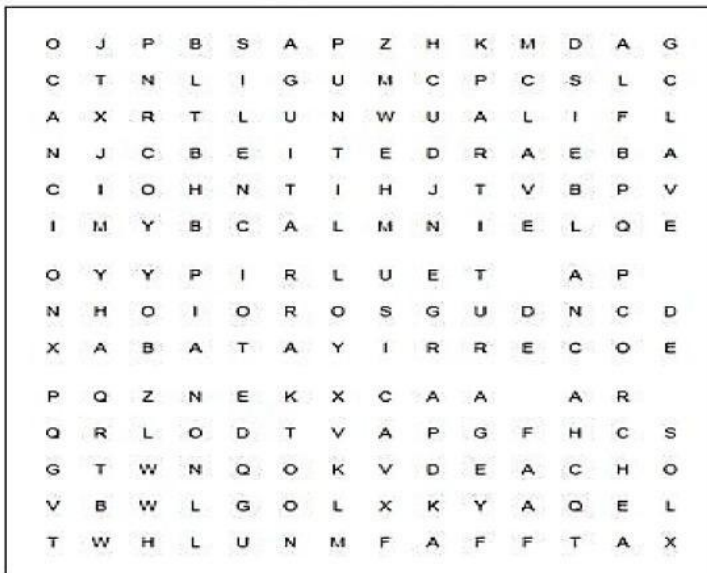 O J P B S A P Z H K M D A G
C T N L I G U M C P C S L C
A X R T L U N W U A L I F L
N J C B E I T E D R A E B A
C I O H N T I H J T V B P V
I M Y B C A L M N I E L Q E
O Y Y P I R L U E T A P
N H O I O R O S G U D N C D
X A B A T A Y I R R E C O E
P Q Z N E K X C A A A R
Q R L O D T V A P G F H C S
G T W N Q O K V D E A C H O
V B W L G O L X K Y A Q E L
T W H L U N M F A F F T A X